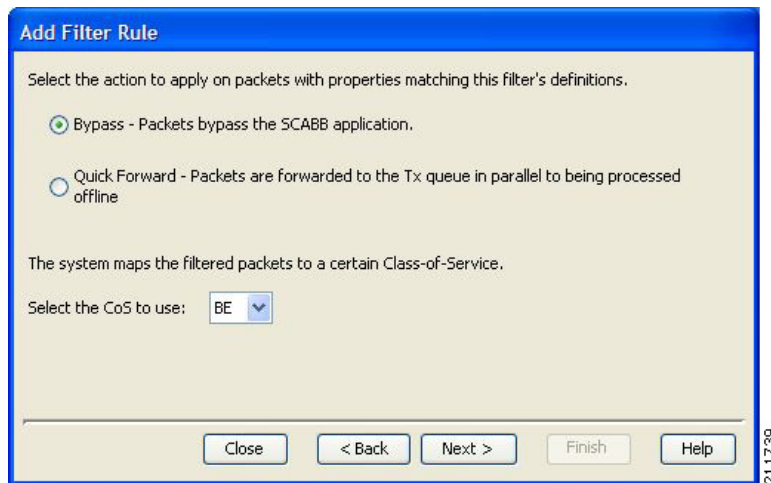 Add Filter Rule
Select the action to apply on packets with properties matching this filter's definitions.
Bypass - Packets bypass the SCABB application.
Quick Forward - Packets are forwarded to the Tx queue in parallel to being processed
offline
The system maps the filtered packets to a certain Class-of-Service.
Select the CoS to use: BE
Close < Back Next > Finish Help
211739